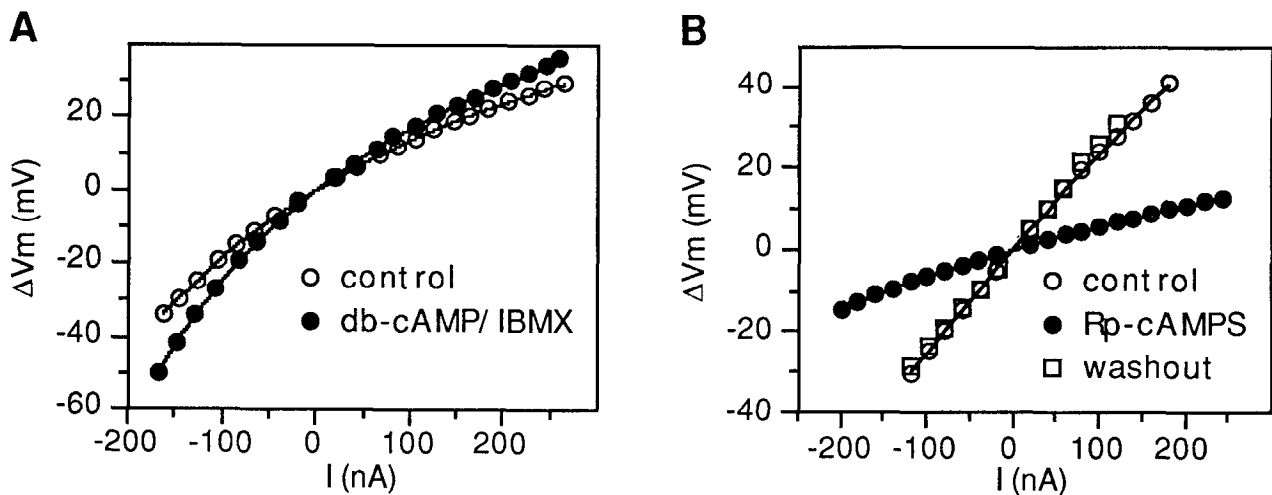 A
20
0
-20
-40
-60
ΔVm (mV)
-200 -100 0 100 200
I (nA)
control
db-cAMP/ IBMX
B
40
20
0
-20
-40
ΔVm (mV)
-200 -100 0 100 200
I (nA)
control
Rp-cAMPS
washout